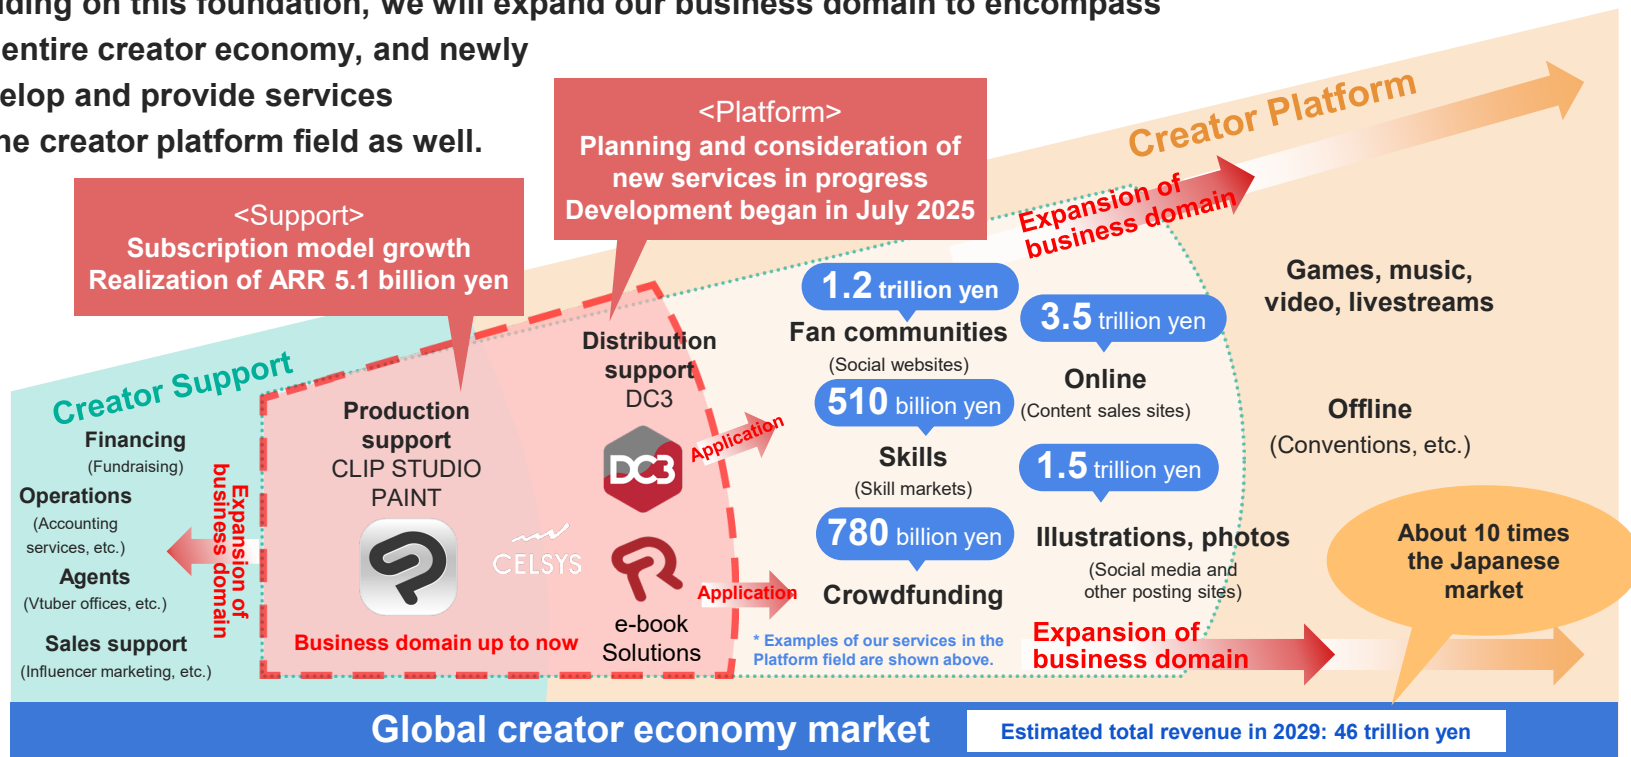 ding on this foundation, we will expand our business domain to encompass
entire creator economy, and newly
elop and provide services
he creator platform field as well.
<Platform>
Planning and consideration of
new services in progress
Development began in July 2025
<Support>
Subscription model growth
Realization of ARR 5.1 billion yen
Creator Platform
Expansion of
business domain
Creator Support
Financing
(Fundraising)
Operations
(Accounting
services, etc.)
Agents
(Vtuber offices, etc.)
Sales support
(Influencer marketing, etc.)
Expansion of
business domain
Production
support
CLIP STUDIO
PAINT
CELSYS
Business domain up to now
Distribution
support
DC3
DC3
e-book
Solutions
Application
Application
1.2 trillion yen
Fan communities
(Social websites)
510 billion yen
Skills
(Skill markets)
780 billion yen
Crowdfunding
* Examples of our services in the
Platform field are shown above.
3.5 trillion yen
Online
(Content sales sites)
1.5 trillion yen
Illustrations, photos
(Social media and
other posting sites)
Expansion of
business domain
Games, music,
video, livestreams
Offline
(Conventions, etc.)
About 10 times
the Japanese
market
Global creator economy market
Estimated total revenue in 2029: 46 trillion yen